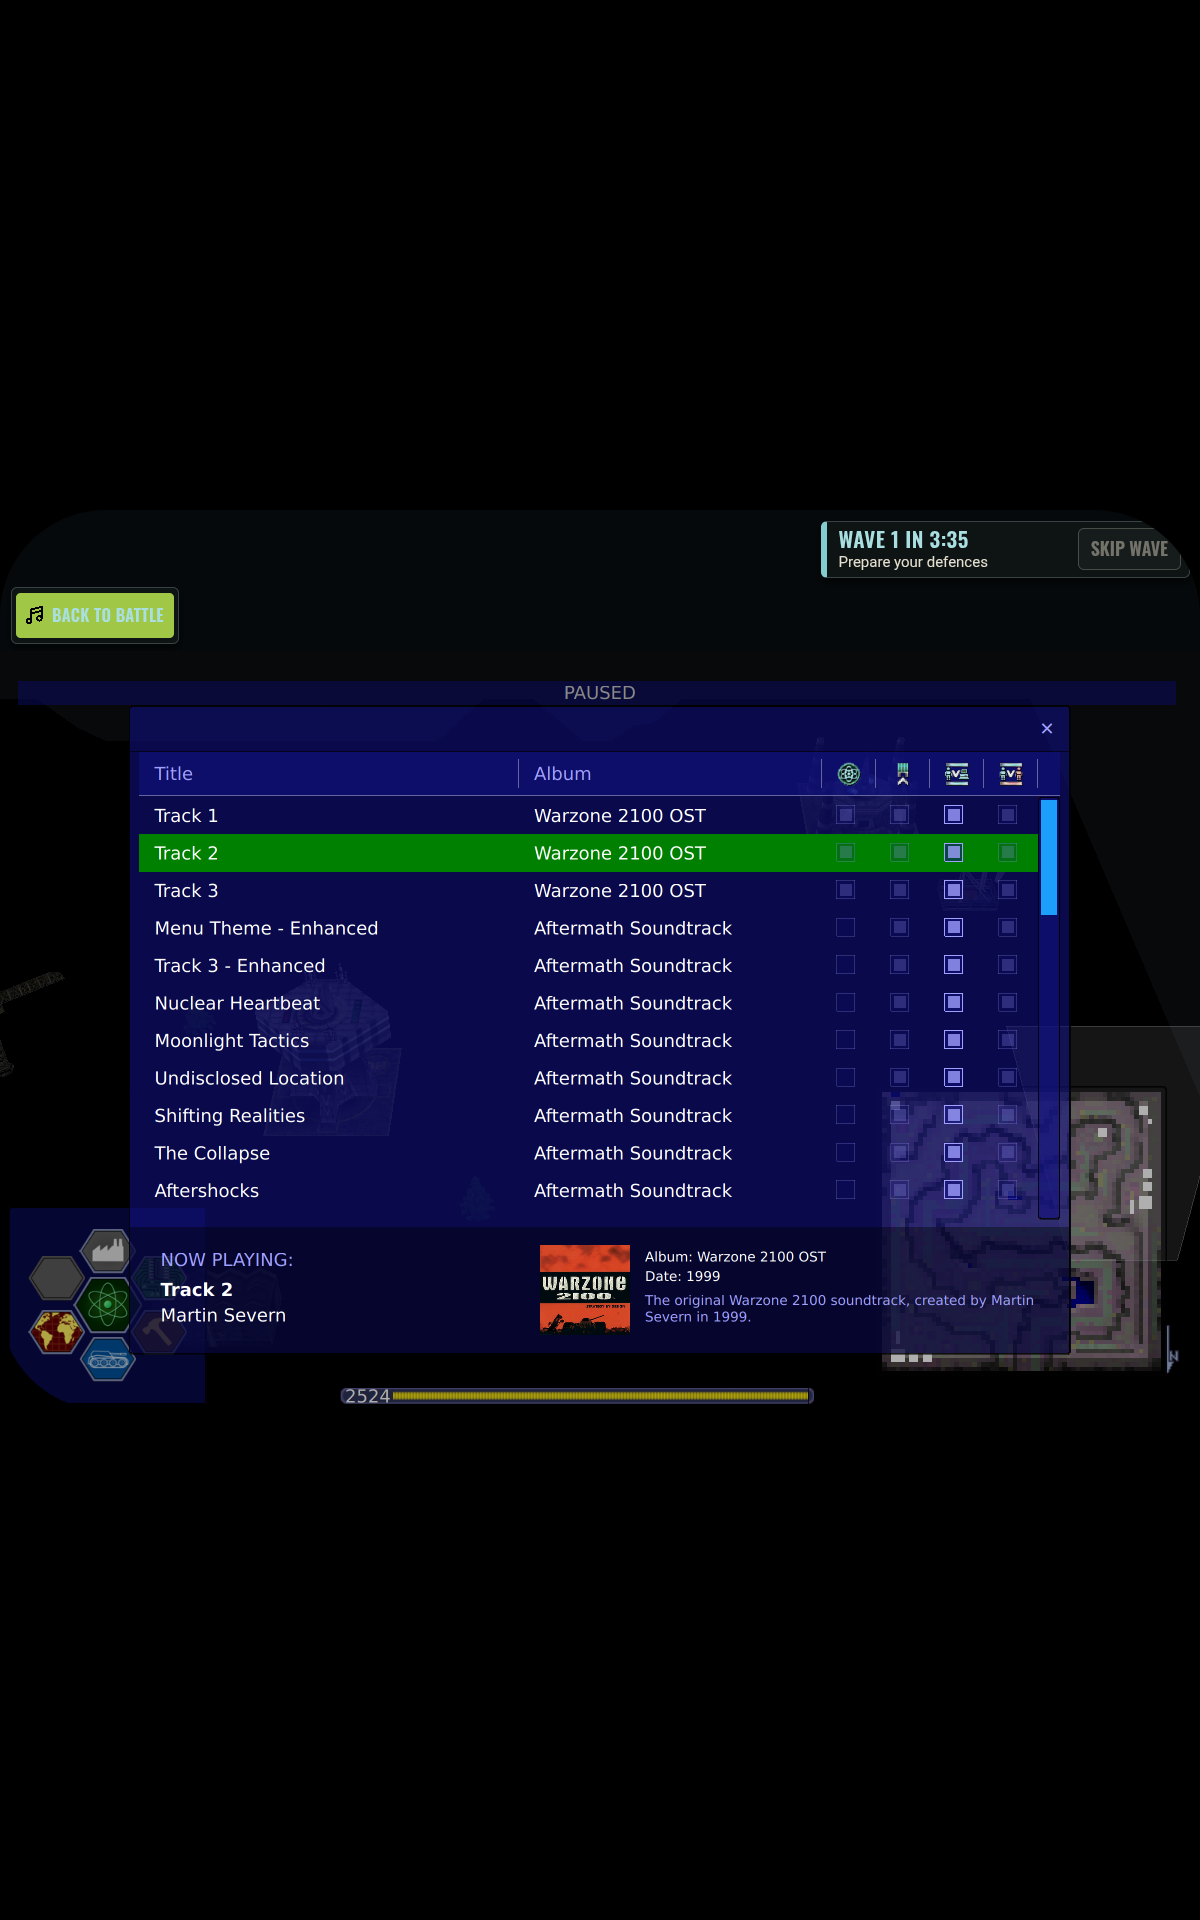 WAVE 1 IN 3:35
Prepare your defences
SKIP WAVE
BACK TO BATTLE
PAUSED
×
Title Album
Track 1 Warzone 2100 OST
Track 2 Warzone 2100 OST
Track 3 Warzone 2100 OST
Menu Theme - Enhanced Aftermath Soundtrack
Track 3 - Enhanced Aftermath Soundtrack
Nuclear Heartbeat Aftermath Soundtrack
Moonlight Tactics Aftermath Soundtrack
Undisclosed Location Aftermath Soundtrack
Shifting Realities Aftermath Soundtrack
The Collapse Aftermath Soundtrack
Aftershocks Aftermath Soundtrack
NOW PLAYING:
Track 2
Martin Severn
WARZONE
2100
Album: Warzone 2100 OST
Date: 1999
The original Warzone 2100 soundtrack, created by Martin
Severn in 1999.
N
2524